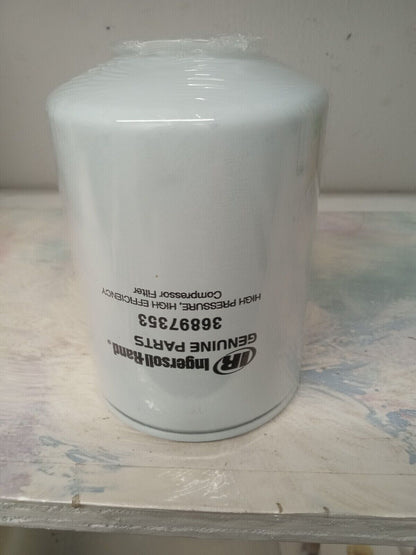 IR Ingersoll-Rand®
GENUINE PARTS
36897353
HIGH PRESSURE, HIGH EFFICIENCY
Compressor Filter